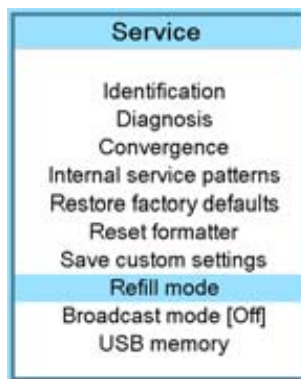 Service
Identification
Diagnosis
Convergence
Internal service patterns
Restore factory defaults
Reset formatter
Save custom settings
Refill mode
Broadcast mode [Off]
USB memory